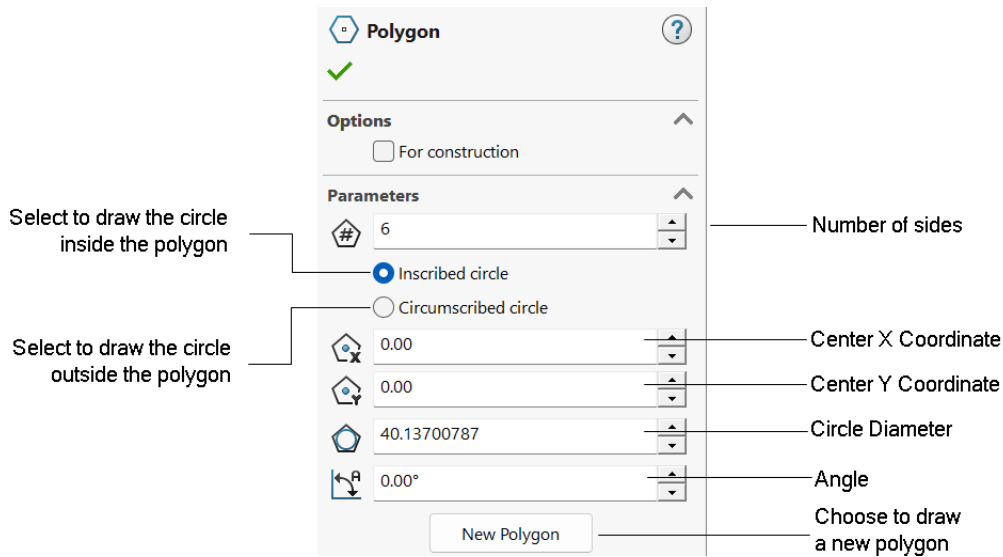 Polygon
?
Options
For construction
Parameters
Select to draw the circle
inside the polygon
#
6
Number of sides
Inscribed circle
Circumscribed circle
Select to draw the circle
outside the polygon
X
0.00
Center X Coordinate
Y
0.00
Center Y Coordinate
40.13700787
Circle Diameter
A
0.00°
Angle
New Polygon
Choose to draw
a new polygon